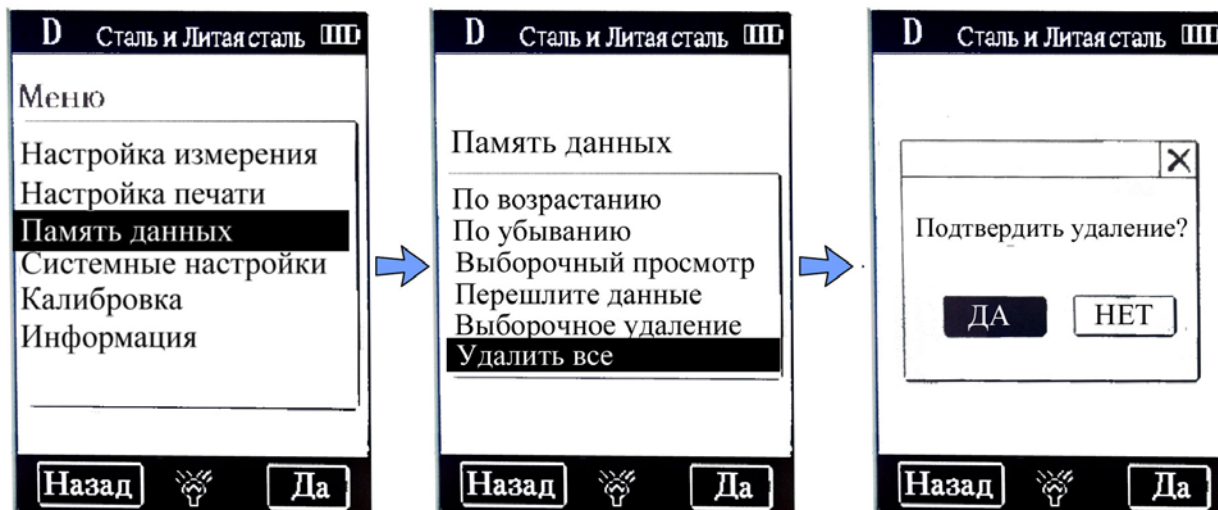 D Сталь и Литая сталь
Меню
Настройка измерения
Настройка печати
Память данных
Системные настройки
Калибровка
Информация
Назад Да
D Сталь и Литая сталь
Память данных
По возрастанию
По убыванию
Выборочный просмотр
Перешлите данные
Выборочное удаление
Удалить все
Назад Да
D Сталь и Литая сталь
Подтвердить удаление?
ДА НЕТ
Назад Да